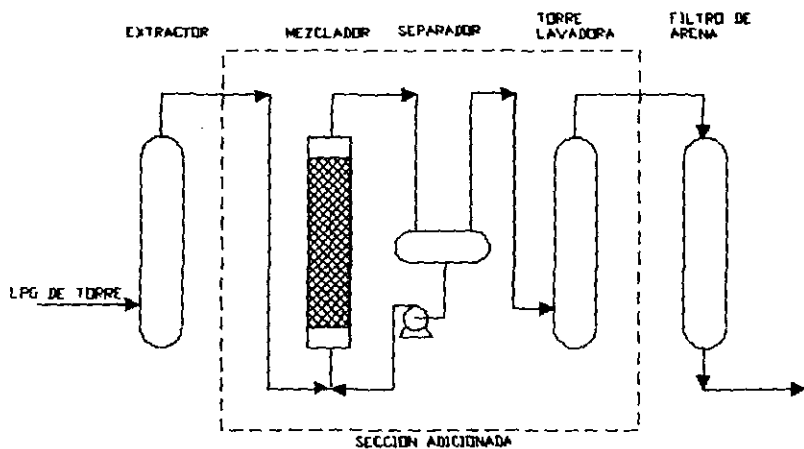 EXTRACTOR
MEZCLADOR
SEPARADOR
TORRE
LAVADORA
FILTRO DE
ARENA
LPG DE TORRE
SECCION ADICIONADA